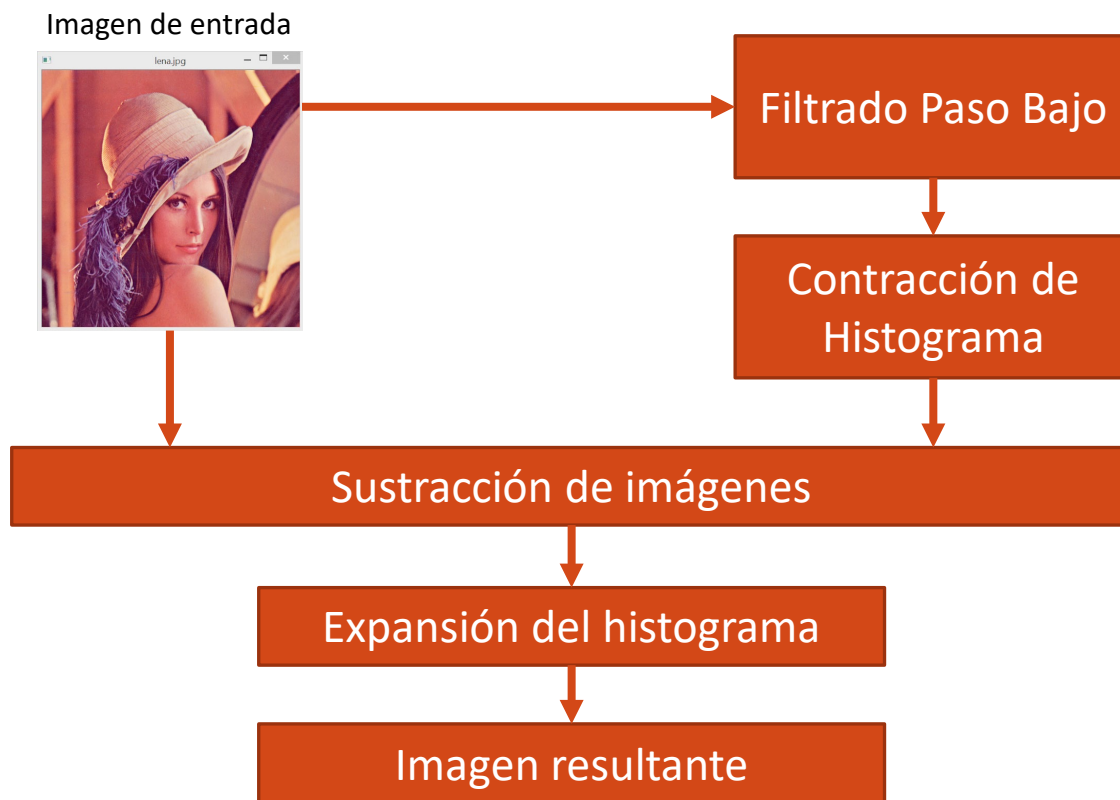 Imagen de entrada
lena.jpg
Filtrado Paso Bajo
Contracción de
Histograma
Sustracción de imágenes
Expansión del histograma
Imagen resultante